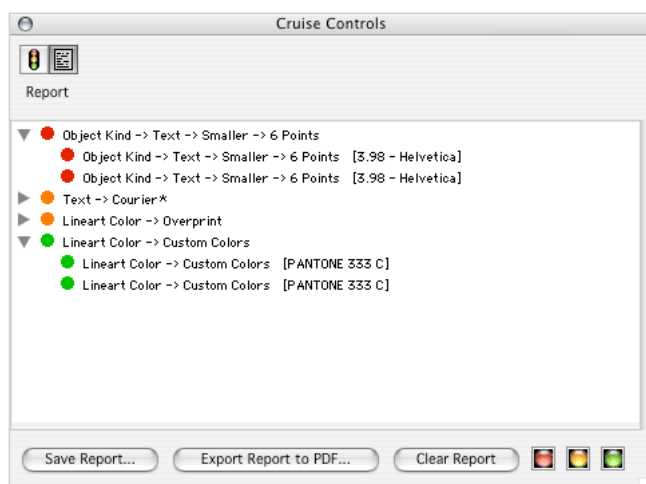 Cruise Controls
Report
Object Kind -> Text -> Smaller -> 6 Points
Object Kind -> Text -> Smaller -> 6 Points [3.98 - Helvetica]
Object Kind -> Text -> Smaller -> 6 Points [3.98 - Helvetica]
Text -> Courier*
Lineart Color -> Overprint
Lineart Color -> Custom Colors
Lineart Color -> Custom Colors [PANTONE 333 C]
Lineart Color -> Custom Colors [PANTONE 333 C]
Save Report... Export Report to PDF... Clear Report